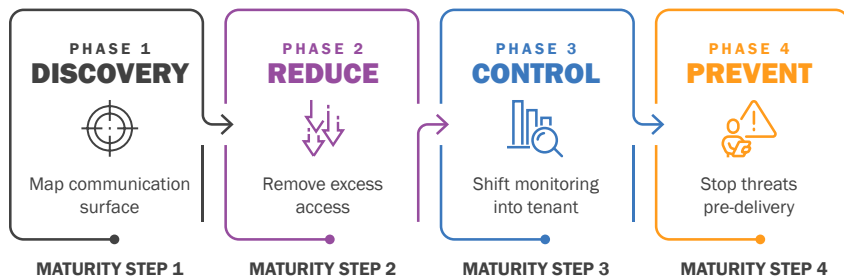 PHASE 1
DISCOVERY
Map communication
surface
MATURITY STEP 1
PHASE 2
REDUCE
Remove excess
access
MATURITY STEP 2
PHASE 3
CONTROL
Shift monitoring
into tenant
MATURITY STEP 3
PHASE 4
PREVENT
Stop threats
pre-delivery
MATURITY STEP 4